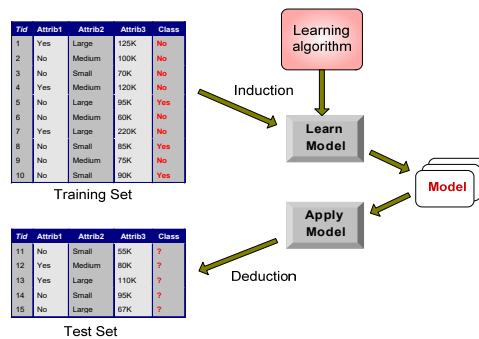 Tid Attrib1 Attrib2 Attrib3 Class
1 Yes Large 125K No
2 No Medium 100K No
3 No Small 70K No
4 Yes Medium 120K No
5 No Large 95K Yes
6 No Medium 60K No
7 Yes Large 220K No
8 No Small 85K Yes
9 No Medium 75K No
10 No Small 90K Yes
Training Set
Learning
algorithm
Induction
Learn
Model
Model
Apply
Model
Deduction
Tid Attrib1 Attrib2 Attrib3 Class
11 No Small 55K ?
12 Yes Medium 80K ?
13 Yes Large 110K ?
14 No Small 95K ?
15 No Large 67K ?
Test Set